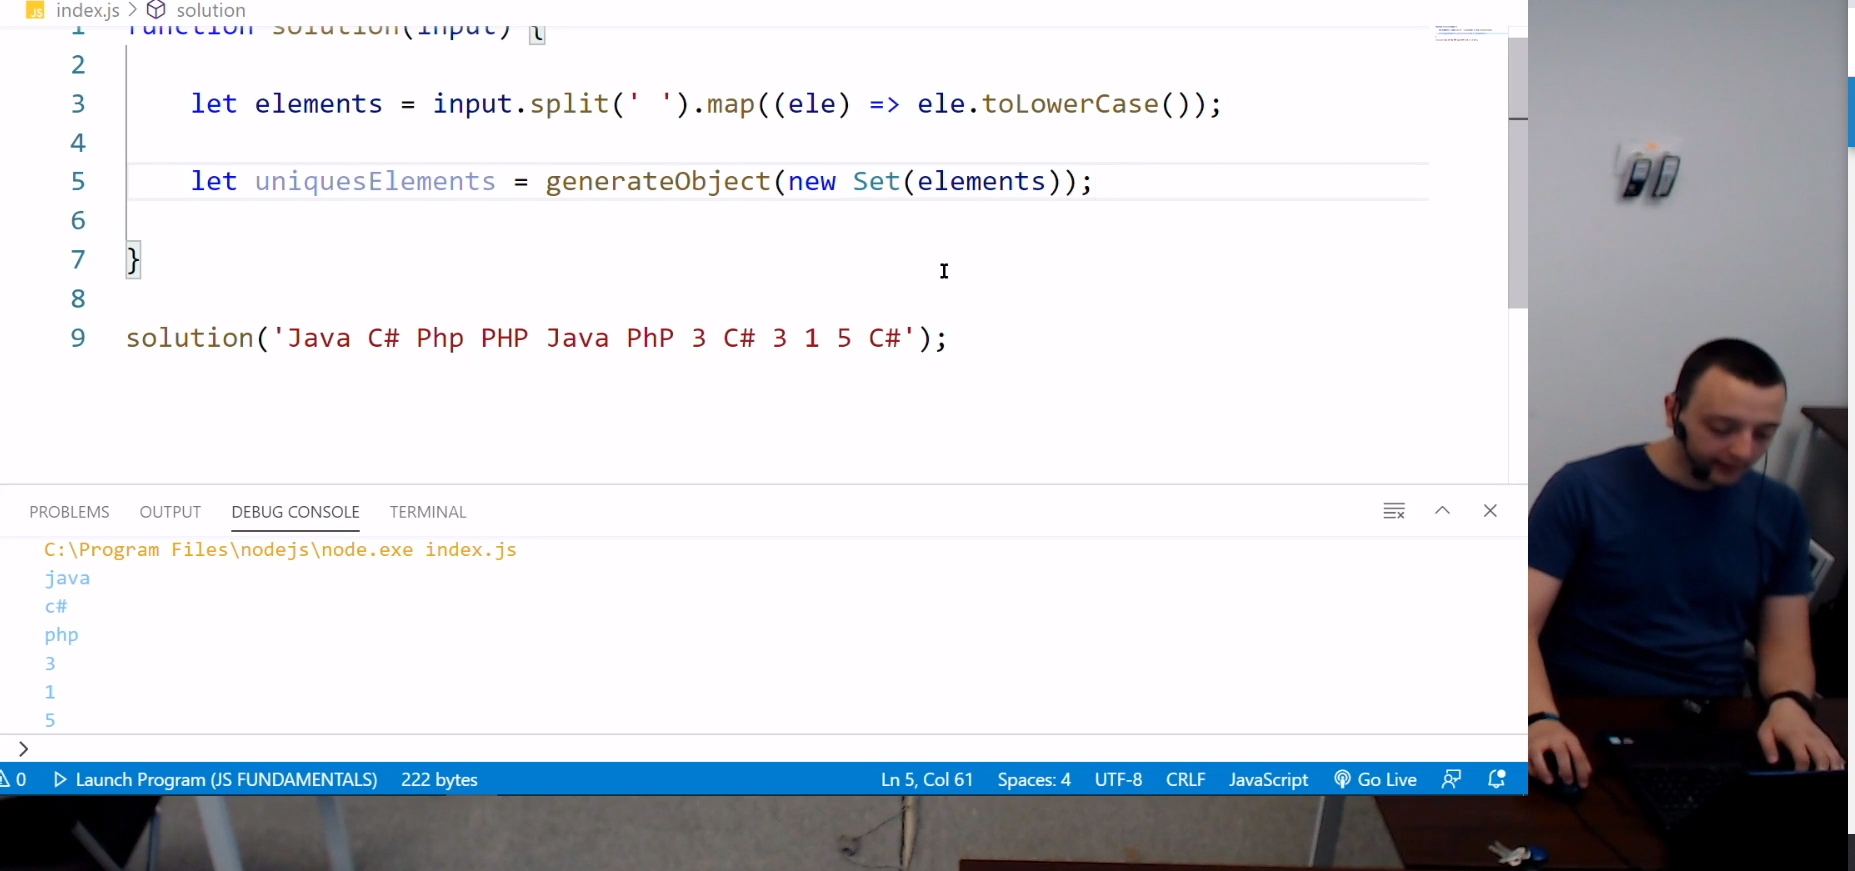 JS index.js > solution
1 function solution(input) {
2
3 let elements = input.split(' ').map((ele) => ele.toLowerCase());
4
5 let uniquesElements = generateObject(new Set(elements));
6
7 }
8
9 solution('Java C# Php PHP Java PhP 3 C# 3 1 5 C#');
PROBLEMS OUTPUT DEBUG CONSOLE TERMINAL
C:\Program Files\nodejs\node.exe index.js
java
c#
php
3
1
5
>
0 Launch Program (JS FUNDAMENTALS) 222 bytes Ln 5, Col 61 Spaces: 4 UTF-8 CRLF JavaScript Go Live